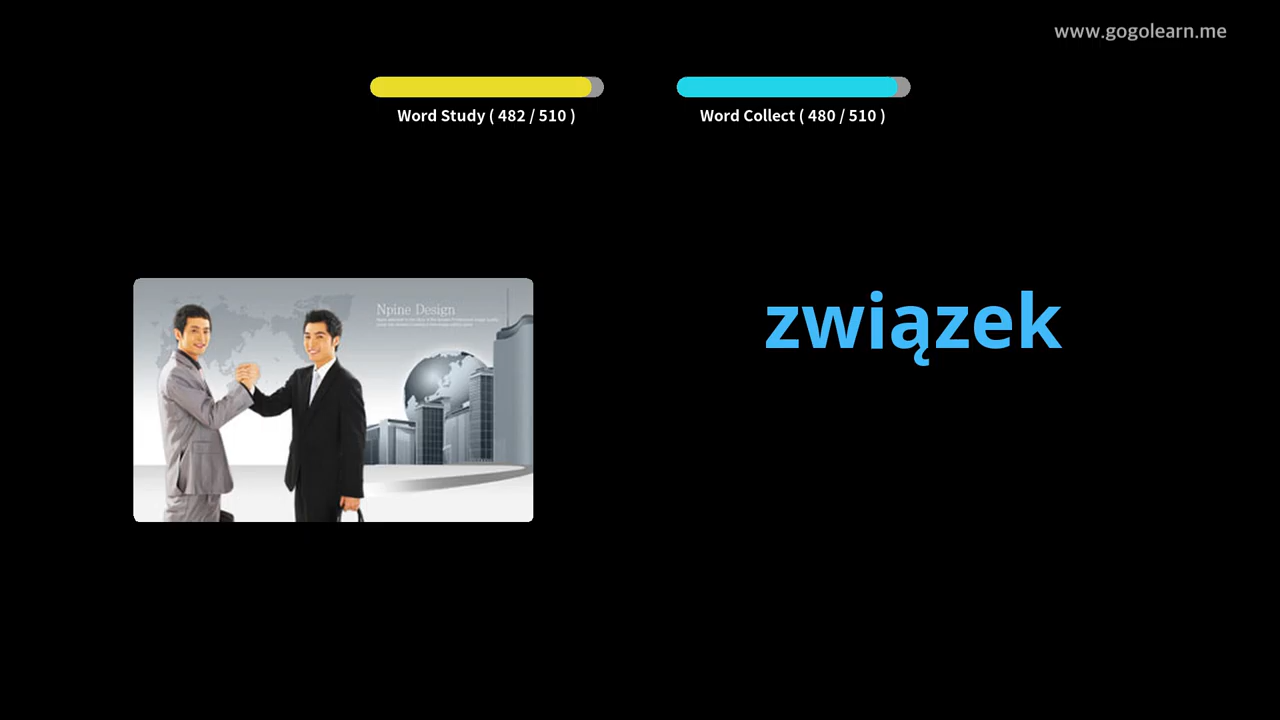 www.gogolearn.me
Word Study ( 482 / 510 )
Word Collect ( 480 / 510 )
Npine Design
związek